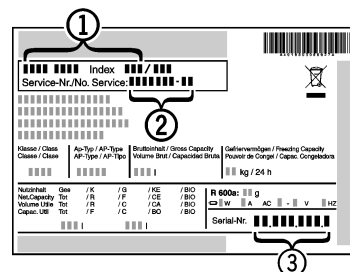 1
Index /
Service-Nr./No. Service: -
2
Klasse / Class
Classe / Clase
Ap-Typ / AP-Type
AP-Type / AP-Tipo
Bruttoinhalt / Gross Capacity
Volume Brut / Capacidad Bruta
Gefriervermögen / Freezing Capacity
Pouvoir de Congel / Capac. Congeladora
l
kg / 24 h
Nutzinhalt Ges / K / G / KE / BIO
Net.Capacity Tot / R / F / CE / BIO
Volume Utile Tot / R / C / CA / BIO
Capac. Util Tot / F / C / BO / BIO
l l
R 600a: g
W A AC - V HZ
Serial-Nr. . . .
3